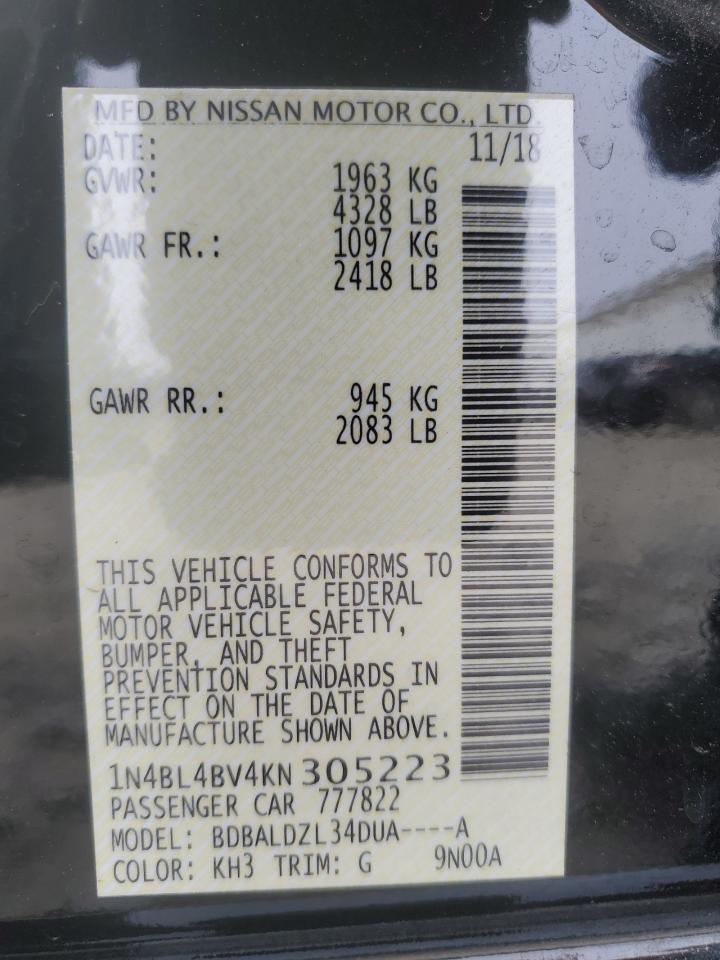 MFD BY NISSAN MOTOR CO., LTD.
DATE: 11/18
GVWR: 1963 KG
4328 LB
GAWR FR.: 1097 KG
2418 LB
GAWR RR.: 945 KG
2083 LB
THIS VEHICLE CONFORMS TO
ALL APPLICABLE FEDERAL
MOTOR VEHICLE SAFETY,
BUMPER, AND THEFT
PREVENTION STANDARDS IN
EFFECT ON THE DATE OF
MANUFACTURE SHOWN ABOVE.
1N4BL4BV4KN305223
PASSENGER CAR 777822
MODEL: BDBALDZL34DUA----A
COLOR: KH3 TRIM: G 9N00A